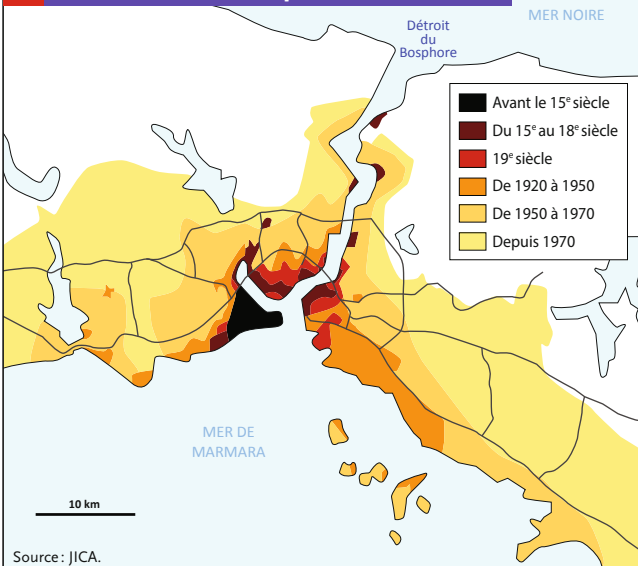 MER NOIRE
Détroit
du
Bosphore
Avant le 15e siècle
Du 15e au 18e siècle
19e siècle
De 1920 à 1950
De 1950 à 1970
Depuis 1970
MER DE
MARMARA
10 km
Source : JICA.